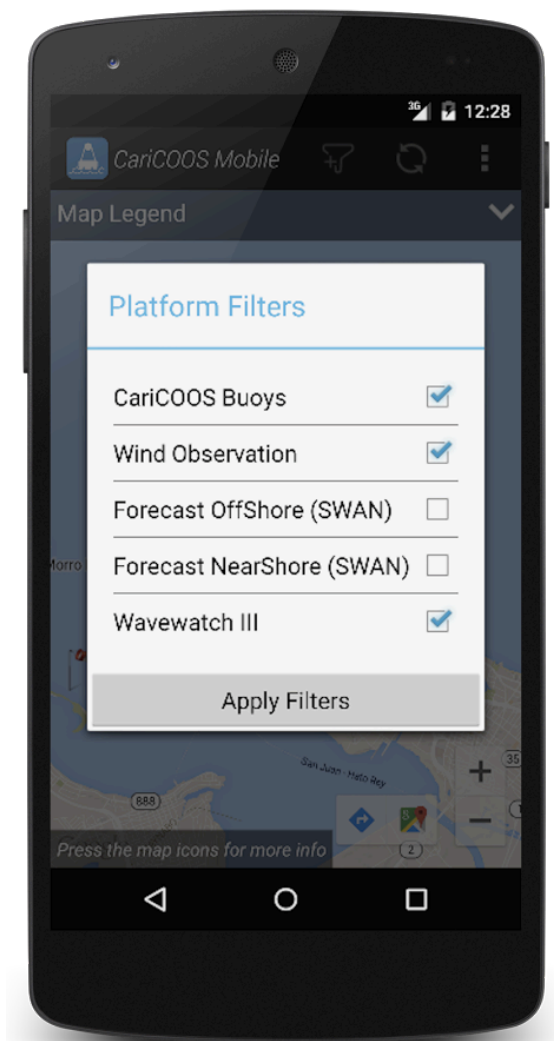 3G 12:28
CariCOOS Mobile
Map Legend
Platform Filters
CariCOOS Buoys
Wind Observation
Forecast OffShore (SWAN)
Forecast NearShore (SWAN)
Wavewatch III
Apply Filters
Morro
San Juan - Hato Rey
35
888
2
Press the map icons for more info